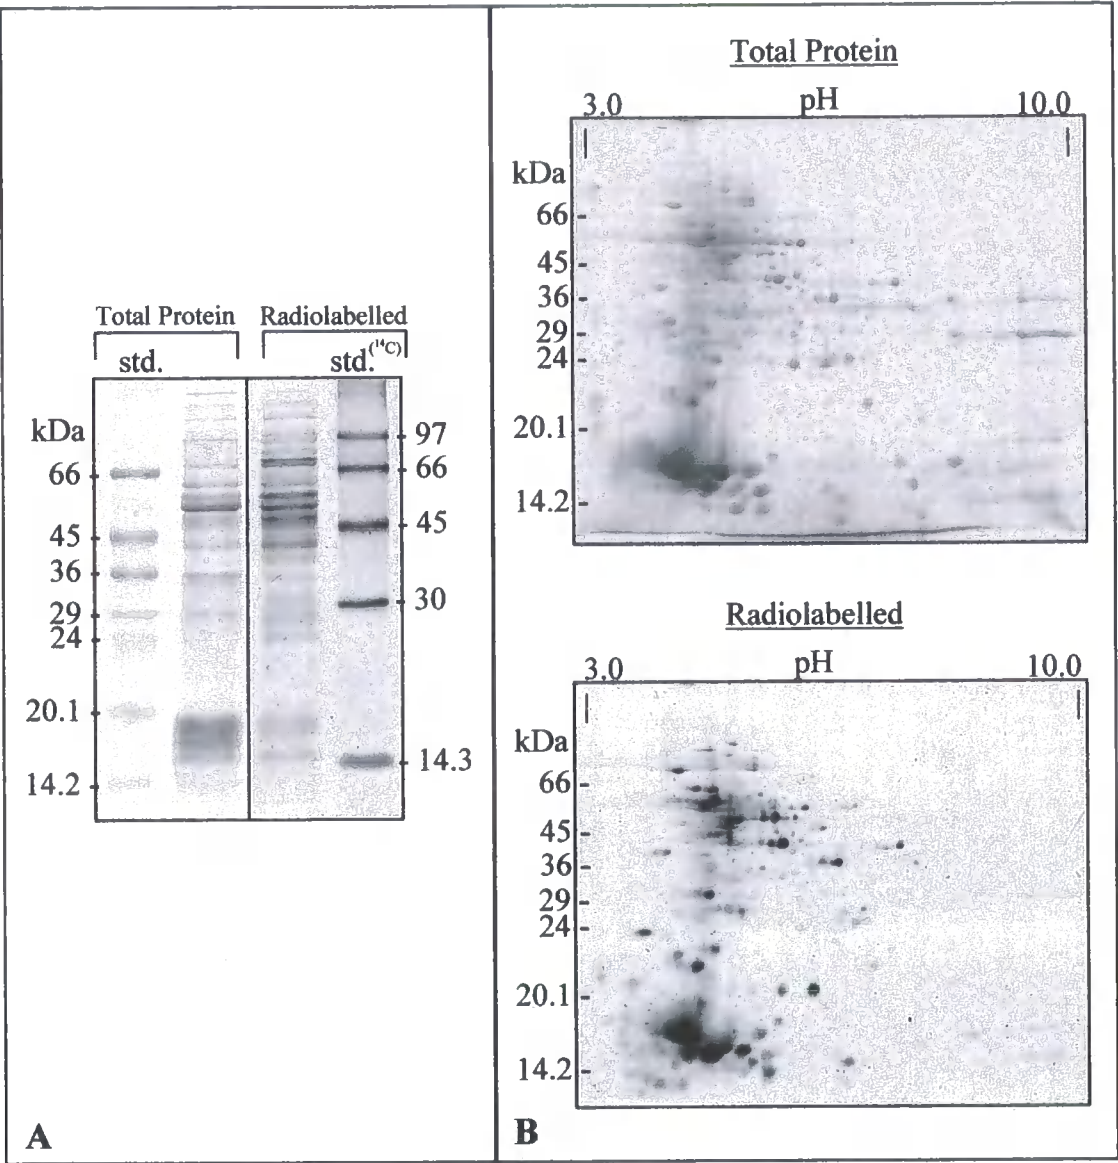 Total Protein Radiolabelled
std. std.(¹⁴C)
kDa
66
45
36
29
24
20.1
14.2
97
66
45
30
14.3
A
Total Protein
3.0 pH 10.0
kDa
66
45
36
29
24
20.1
14.2
Radiolabelled
3.0 pH 10.0
kDa
66
45
36
29
24
20.1
14.2
B